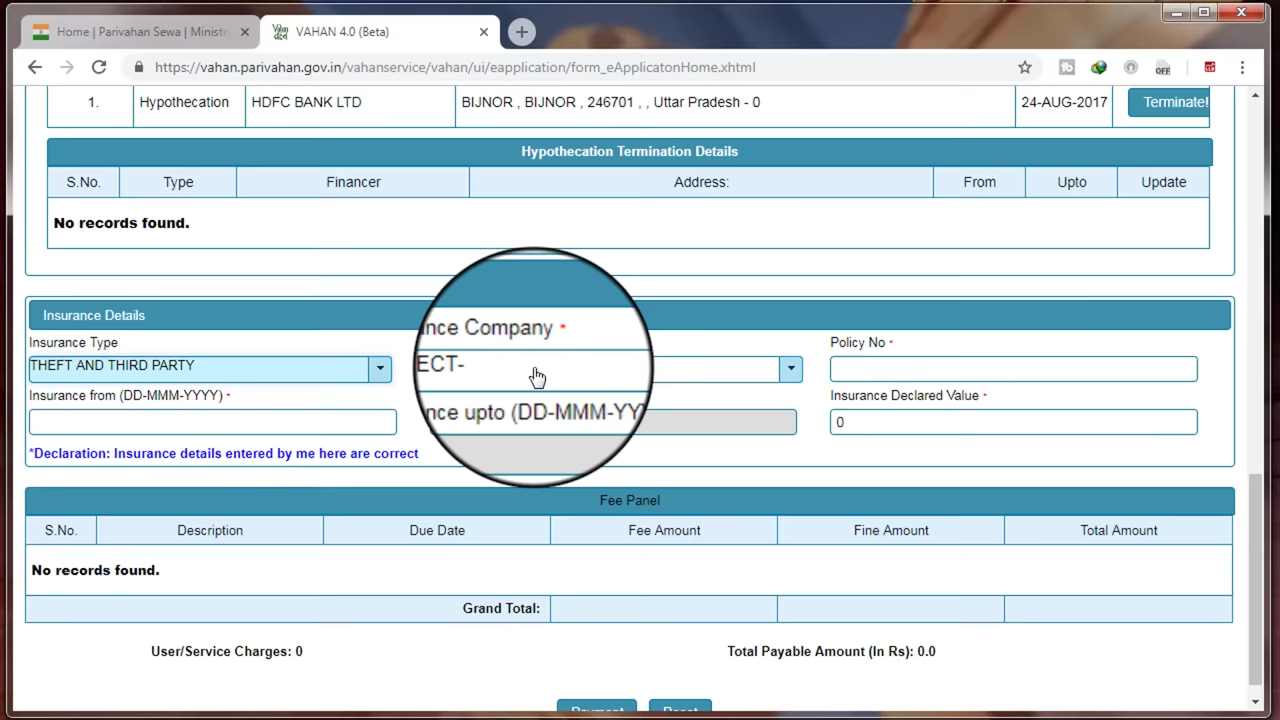 Home | Parivahan Sewa | Ministr
VAHAN 4.0 (Beta)
https://vahan.parivahan.gov.in/vahanservice/vahan/ui/eapplication/form_eApplicatonHome.xhtml
OFF
1. Hypothecation HDFC BANK LTD BIJNOR , BIJNOR , 246701 , , Uttar Pradesh - 0 24-AUG-2017 Terminate!
Hypothecation Termination Details
S.No. Type Financer Address: From Upto Update
No records found.
Insurance Details
Insurance Type nce Company * Policy No *
THEFT AND THIRD PARTY ECT-
Insurance from (DD-MMM-YYYY) * nce upto (DD-MMM-YY Insurance Declared Value *
0
*Declaration: Insurance details entered by me here are correct
Fee Panel
S.No. Description Due Date Fee Amount Fine Amount Total Amount
No records found.
Grand Total:
User/Service Charges: 0 Total Payable Amount (In Rs): 0.0
Payment Reset